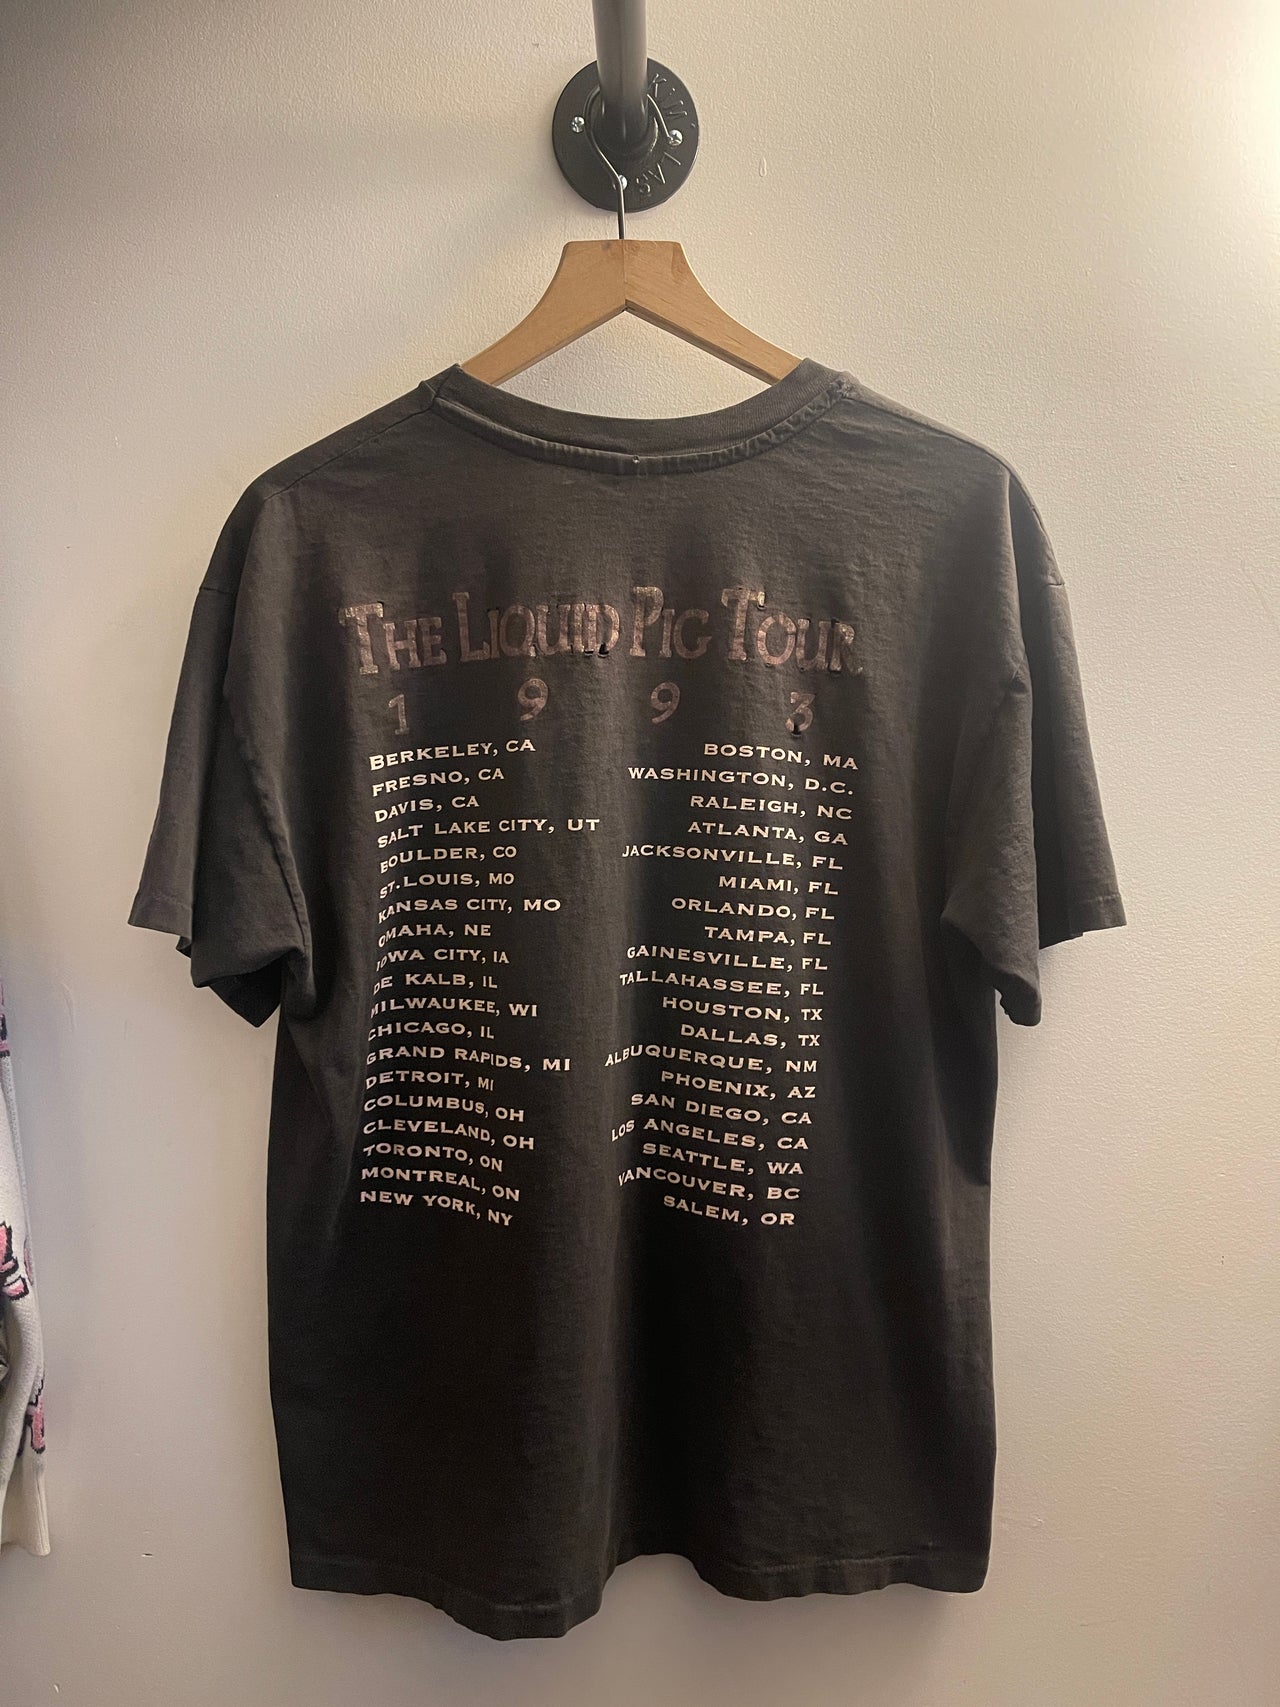 KIM
LAS
THE LIQUID PIG TOUR
1 9 9 3
BERKELEY, CA
FRESNO, CA
DAVIS, CA
SALT LAKE CITY, UT
BOULDER, CO
ST. LOUIS, MO
KANSAS CITY, MO
OMAHA, NE
IOWA CITY, IA
DE KALB, IL
MILWAUKEE, WI
CHICAGO, IL
GRAND RAPIDS, MI
DETROIT, MI
COLUMBUS, OH
CLEVELAND, OH
TORONTO, ON
MONTREAL, ON
NEW YORK, NY
BOSTON, MA
WASHINGTON, D.C.
RALEIGH, NC
ATLANTA, GA
JACKSONVILLE, FL
MIAMI, FL
ORLANDO, FL
TAMPA, FL
GAINESVILLE, FL
TALLAHASSEE, FL
HOUSTON, TX
DALLAS, TX
ALBUQUERQUE, NM
PHOENIX, AZ
SAN DIEGO, CA
LOS ANGELES, CA
SEATTLE, WA
VANCOUVER, BC
SALEM, OR